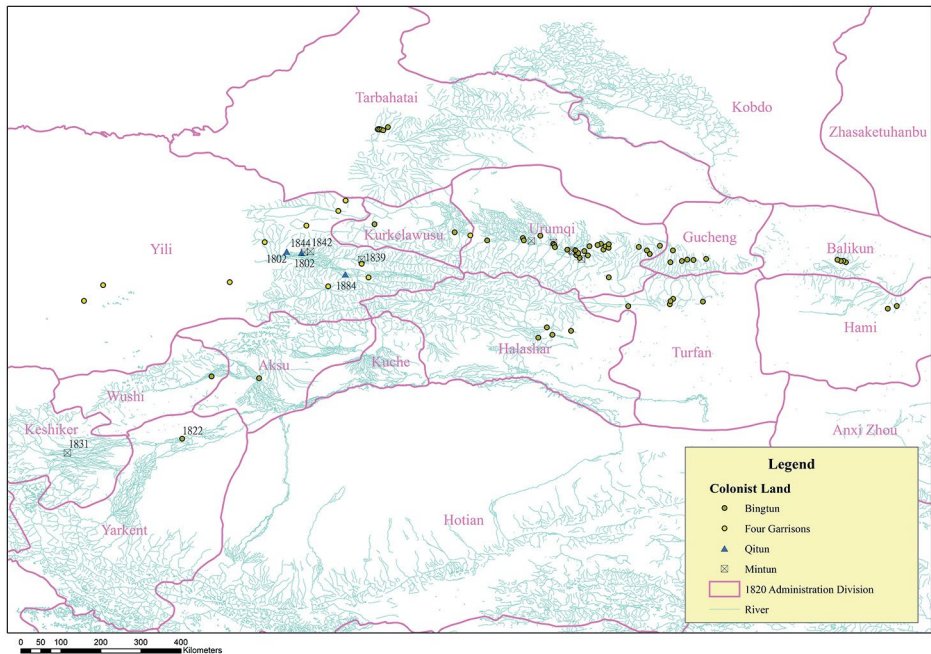 Tarbahatai
Kobdo
Zhasaketuhanbu
Yili
Kurkelawusu
Urumqi
Gucheng
Balikun
1844 1842
1802
1802
1839
1884
Hami
Halashar
Turfan
Kuche
Aksu
Wushi
Keshiker
1822
1831
Anxi Zhou
Yarkent
Hotian
Legend
Colonist Land
Bingtun
Four Garrisons
Qitun
Mintun
1820 Administration Division
River
0 50 100 200 300 400
Kilometers